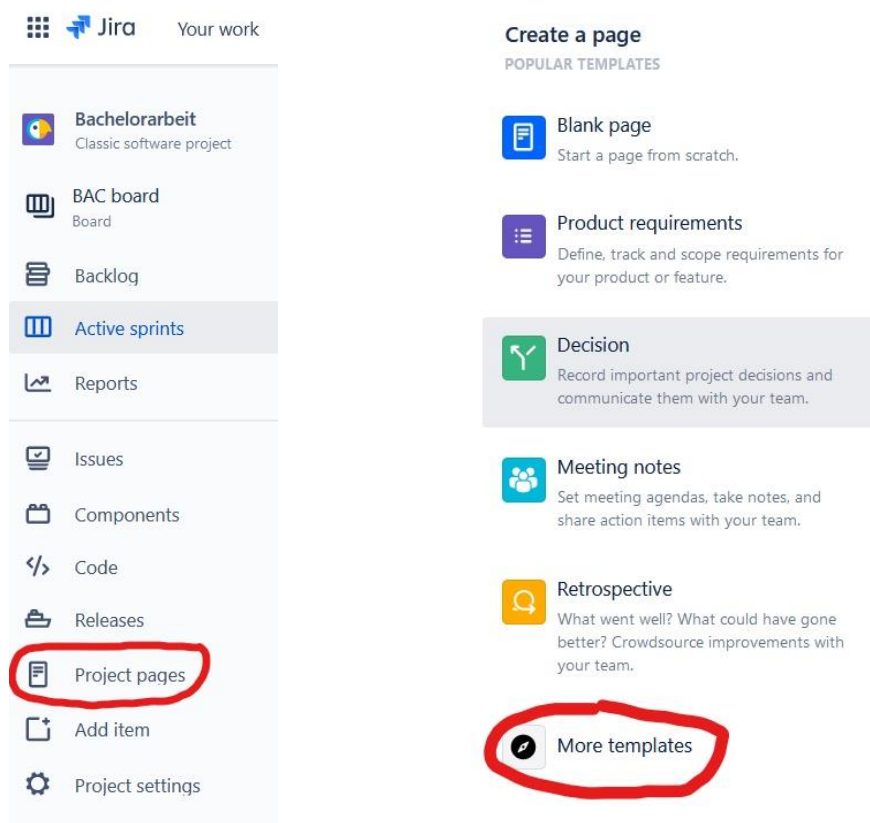 Jira
Your work
Bachelorarbeit
Classic software project
BAC board
Board
Backlog
Active sprints
Reports
Issues
Components
Code
Releases
Project pages
Add item
Project settings
Create a page
POPULAR TEMPLATES
Blank page
Start a page from scratch.
Product requirements
Define, track and scope requirements for
your product or feature.
Decision
Record important project decisions and
communicate them with your team.
Meeting notes
Set meeting agendas, take notes, and
share action items with your team.
Retrospective
What went well? What could have gone
better? Crowdsource improvements with
your team.
More templates